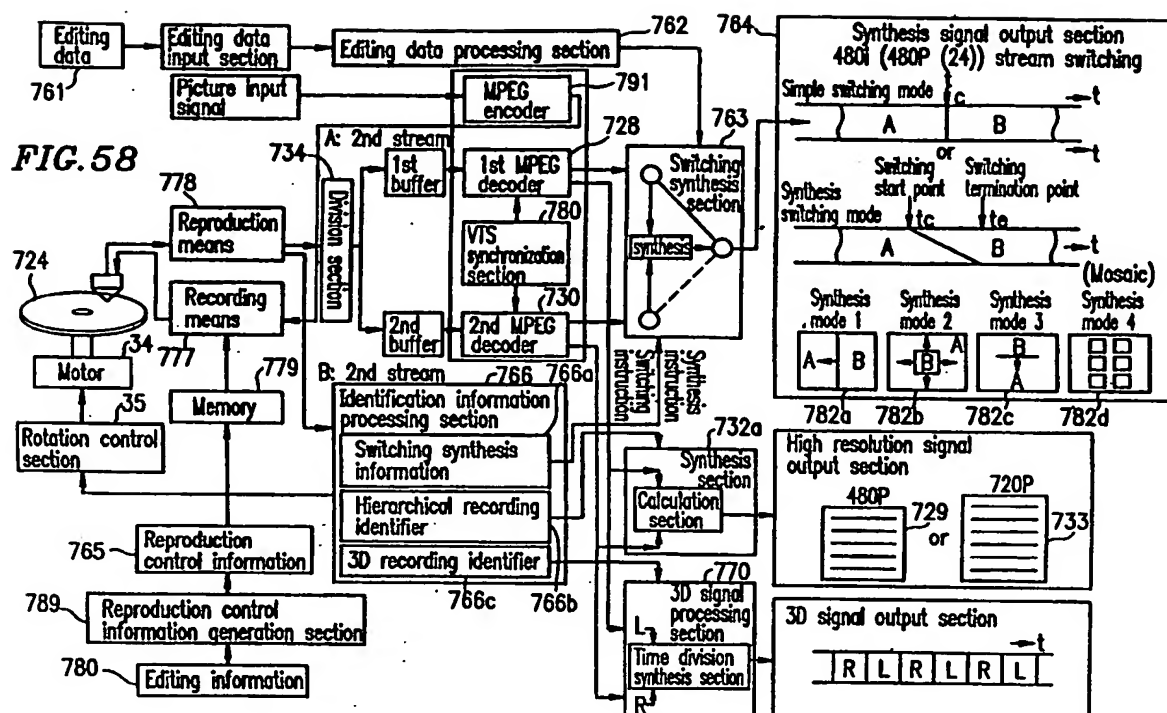 FIG.58
Editing
data
761
Editing data
input section
Editing data processing section
762
Picture input
signal
MPEG
encoder
791
A: 2nd stream
734
Division section
1st buffer
1st MPEG
decoder
728
780
VTS
synchronization
section
730
2nd buffer
2nd MPEG
decoder
778
Reproduction
means
724
Recording
means
777
34
Motor
779
Memory
35
Rotation control
section
B: 2nd stream
766
766a
Identification information
processing section
Switching synthesis
information
Hierarchical recording
identifier
3D recording identifier
766c
766b
765
Reproduction
control information
789
Reproduction control
information generation section
780
Editing information
763
Switching
synthesis
section
synthesis
Switching
instruction
Synthesis
instruction
732a
Synthesis
section
Calculation
section
770
3D signal
processing
section
L
Time division
synthesis section
R
764
Synthesis signal output section
480i (480P (24)) stream switching
Simple switching mode
c
t
A
B
or
t
Switching
start point
Switching
termination point
Synthesis
switching mode
tc
te
A
B
t
(Mosaic)
Synthesis
mode 1
Synthesis
mode 2
Synthesis
mode 3
Synthesis
mode 4
A
B
A
B
B
A
782a
782b
782c
782d
High resolution signal
output section
480P
729
or
720P
733
3D signal output section
t
R L R L R L